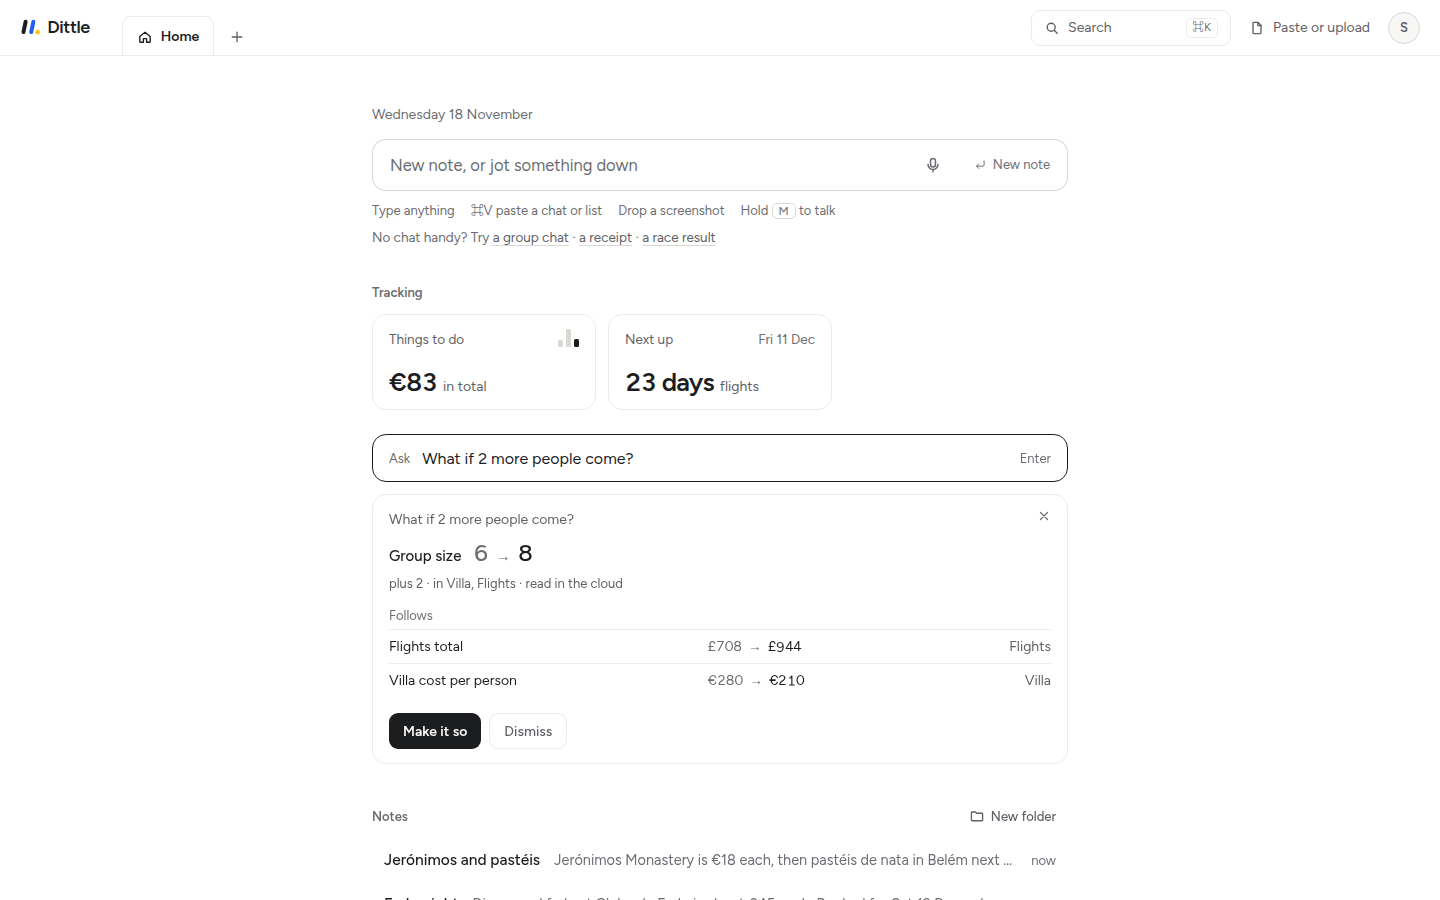 Dittle
Home
Search ⌘K
Paste or upload
S
Wednesday 18 November
New note, or jot something down
New note
Type anything ⌘V paste a chat or list Drop a screenshot Hold M to talk
No chat handy? Try a group chat · a receipt · a race result
Tracking
Things to do
€83 in total
Next up Fri 11 Dec
23 days flights
Ask What if 2 more people come? Enter
What if 2 more people come?
Group size 6 → 8
plus 2 · in Villa, Flights · read in the cloud
Follows
Flights total £708 → £944 Flights
Villa cost per person €280 → €210 Villa
Make it so Dismiss
Notes New folder
Jerónimos and pastéis Jerónimos Monastery is €18 each, then pastéis de nata in Belém next ... now